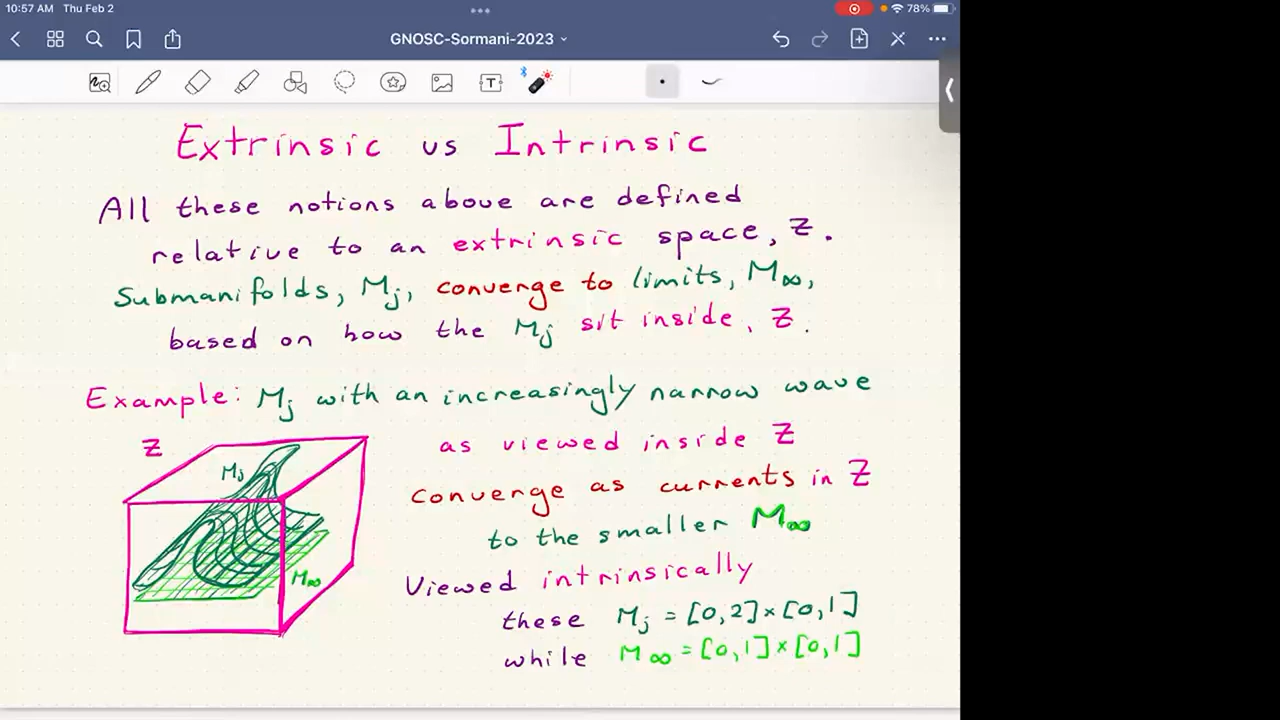 10:57 AM Thu Feb 2
78%
GNOSC-Sormani-2023
T
Extrinsic vs Intrinsic
All these notions above are defined
relative to an extrinsic space, Z.
Submanifolds, Mj, converge to limits, M∞,
based on how the Mj sit inside, Z.
Example: Mj with an increasingly narrow wave
as viewed inside Z
Z
Mj
converge as currents in Z
to the smaller M∞
M∞
Viewed intrinsically
these Mj = [0,2]×[0,1]
while M∞ = [0,1]×[0,1]